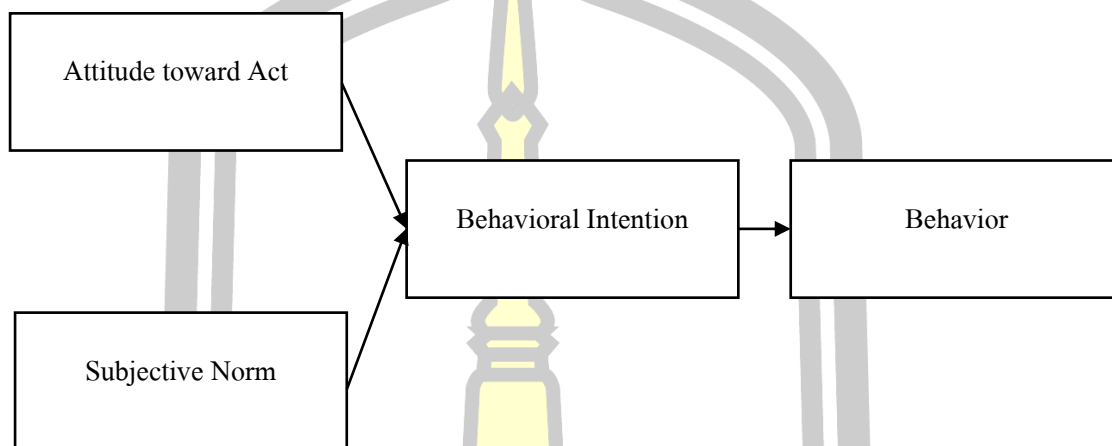 Attitude toward Act
Behavioral Intention
Behavior
Subjective Norm